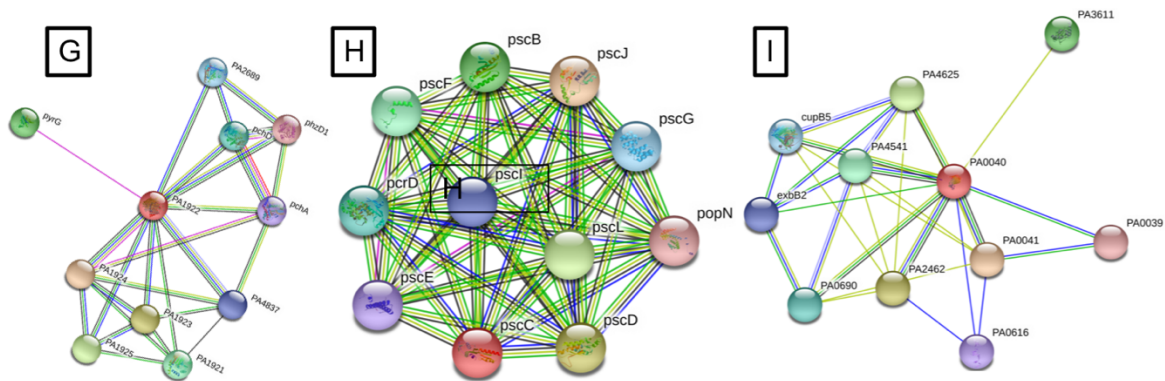 G
PA2689
pyrG
pchD
phzD1
PA1922
pchA
PA1924
PA4837
PA1923
PA1925
PA1921
H
pscB
pscJ
pscF
pscG
pscI
H
pcrD
popN
pscL
pscE
pscC
pscD
I
PA3611
PA4625
cupB5
PA4541
PA0040
exbB2
PA0039
PA0041
PA2462
PA0690
PA0616